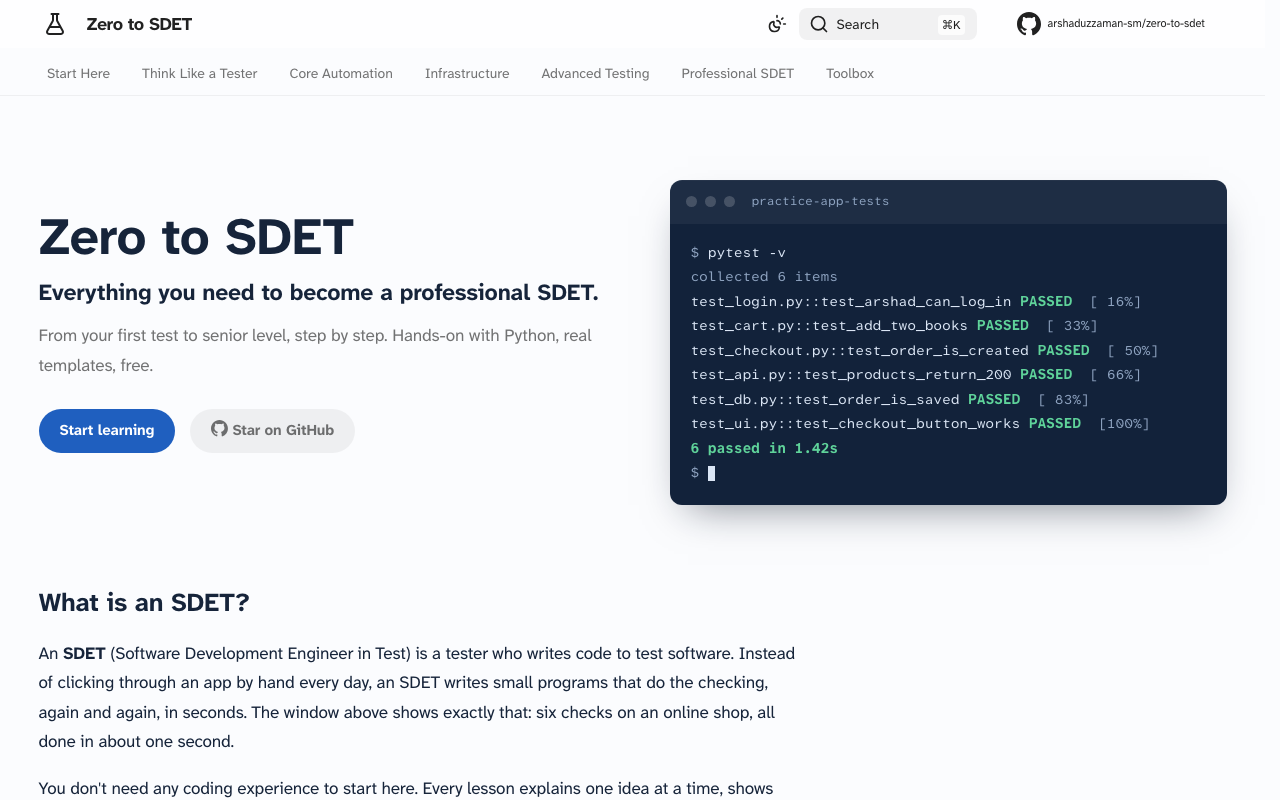 Zero to SDET
Search
⌘K
arshaduzzaman-sm/zero-to-sdet
Start Here
Think Like a Tester
Core Automation
Infrastructure
Advanced Testing
Professional SDET
Toolbox
Zero to SDET
Everything you need to become a professional SDET.
From your first test to senior level, step by step. Hands-on with Python, real
templates, free.
Start learning
Star on GitHub
practice-app-tests
$ pytest -v
collected 6 items
test_login.py::test_arshad_can_log_in PASSED [ 16%]
test_cart.py::test_add_two_books PASSED [ 33%]
test_checkout.py::test_order_is_created PASSED [ 50%]
test_api.py::test_products_return_200 PASSED [ 66%]
test_db.py::test_order_is_saved PASSED [ 83%]
test_ui.py::test_checkout_button_works PASSED [100%]
6 passed in 1.42s
$
What is an SDET?
An SDET (Software Development Engineer in Test) is a tester who writes code to test software. Instead
of clicking through an app by hand every day, an SDET writes small programs that do the checking,
again and again, in seconds. The window above shows exactly that: six checks on an online shop, all
done in about one second.
You don't need any coding experience to start here. Every lesson explains one idea at a time, shows